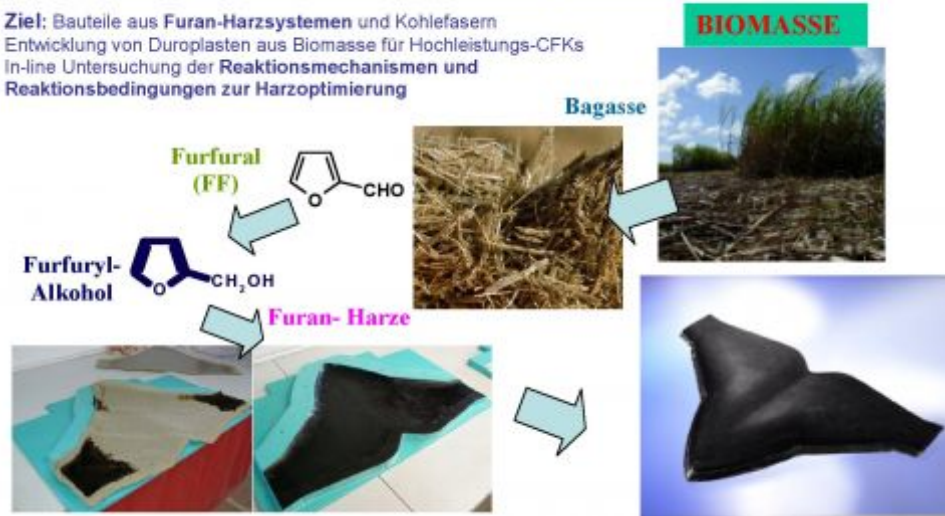 Ziel: Bauteile aus Furan-Harzsystemen und Kohlefasern
Entwicklung von Duroplasten aus Biomasse für Hochleistungs-CFKs
In-line Untersuchung der Reaktionsmechanismen und
Reaktionsbedingungen zur Harzoptimierung
BIOMASSE
Bagasse
Furfural
(FF)
O
CHO
Furfuryl-
Alkohol
O
CH₂OH
Furan- Harze